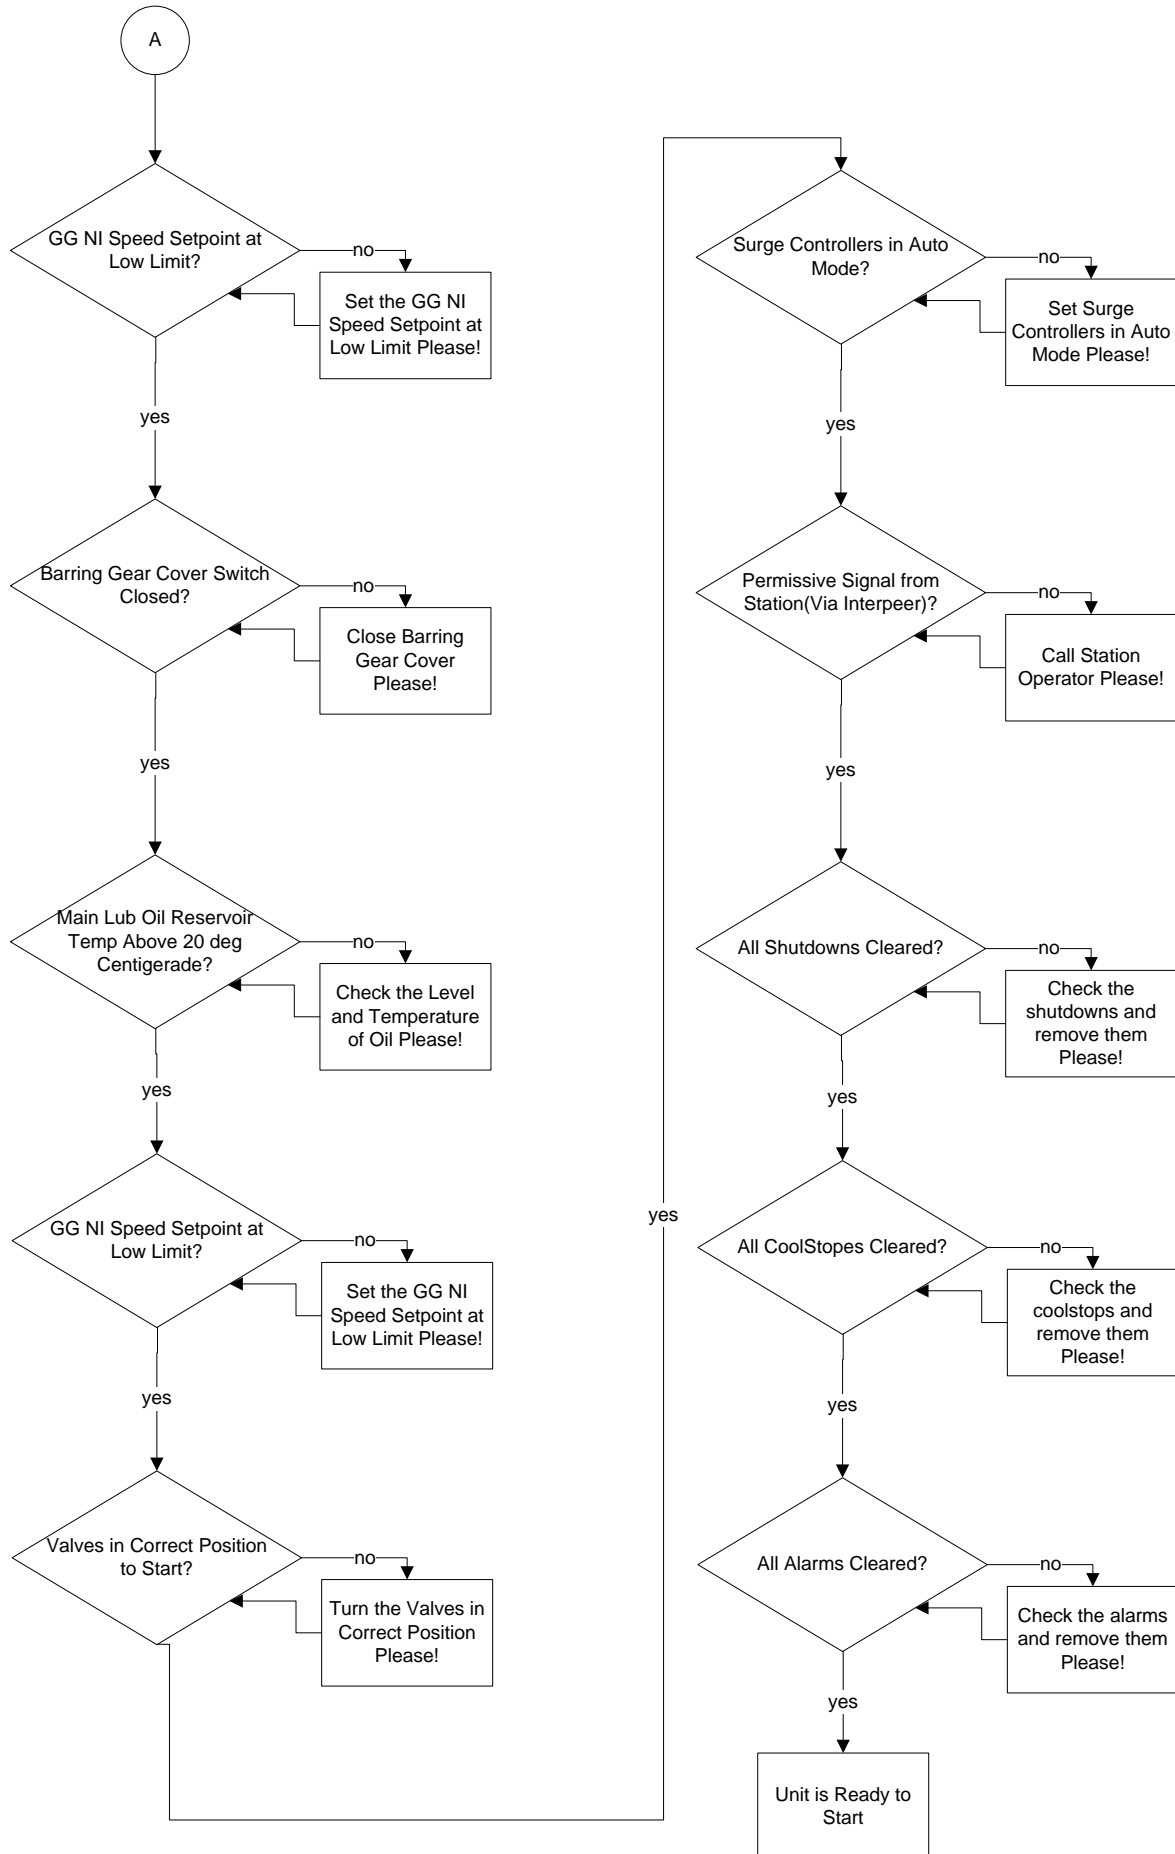 A
GG NI Speed Setpoint at
Low Limit?
no
Set the GG NI
Speed Setpoint at
Low Limit Please!
yes
Barring Gear Cover Switch
Closed?
no
Close Barring
Gear Cover
Please!
yes
Main Lub Oil Reservoir
Temp Above 20 deg
Centigerade?
no
Check the Level
and Temperature
of Oil Please!
yes
GG NI Speed Setpoint at
Low Limit?
no
Set the GG NI
Speed Setpoint at
Low Limit Please!
yes
Valves in Correct Position
to Start?
no
Turn the Valves in
Correct Position
Please!
yes
Surge Controllers in Auto
Mode?
no
Set Surge
Controllers in Auto
Mode Please!
yes
Permissive Signal from
Station(Via Interpeer)?
no
Call Station
Operator Please!
yes
All Shutdowns Cleared?
no
Check the
shutdowns and
remove them
Please!
yes
All CoolStopes Cleared?
no
Check the
coolstops and
remove them
Please!
yes
All Alarms Cleared?
no
Check the alarms
and remove them
Please!
yes
Unit is Ready to
Start